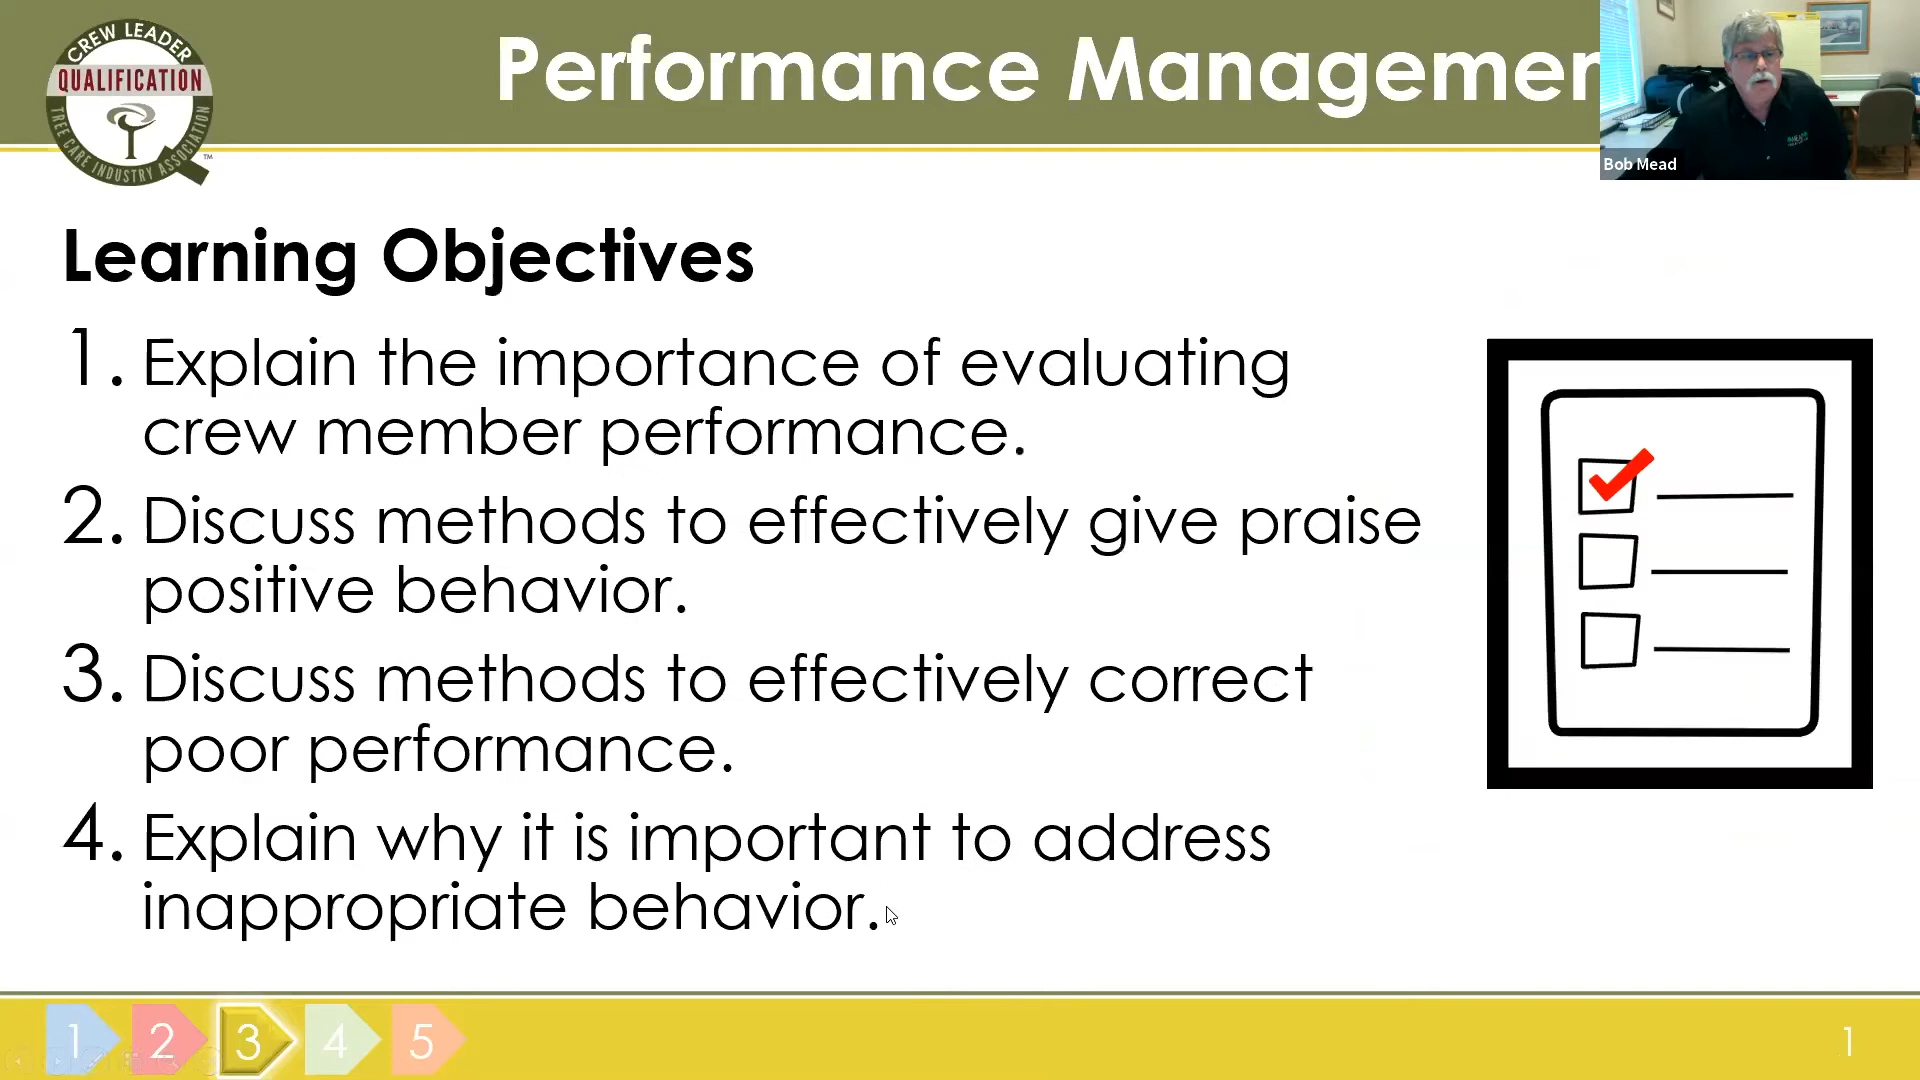 CREW LEADER
QUALIFICATION
TREE CARE INDUSTRY ASSOCIATION
TM
Performance Managemen
Bob Mead
Learning Objectives
1. Explain the importance of evaluating
crew member performance.
2. Discuss methods to effectively give praise
positive behavior.
3. Discuss methods to effectively correct
poor performance.
4. Explain why it is important to address
inappropriate behavior.
1 2 3 4 5
1